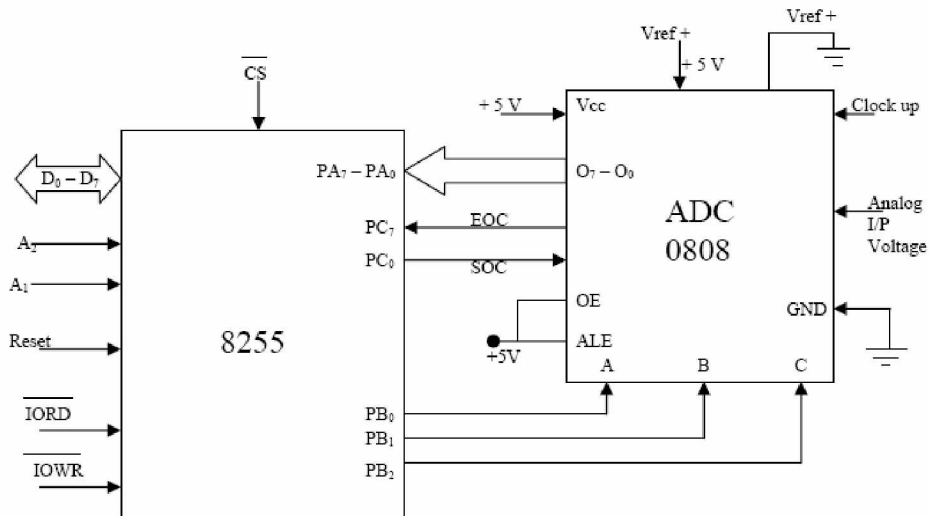 Vref +
Vref +
+ 5 V
CS
+ 5 V
Vcc
Clock up
D₀ – D₇
PA₇ – PA₀
O₇ – O₀
ADC
0808
Analog
I/P
Voltage
PC₇
EOC
A₂
PC₀
SOC
A₁
OE
GND
Reset
8255
ALE
+5V
A
B
C
IORD
PB₀
PB₁
IOWR
PB₂